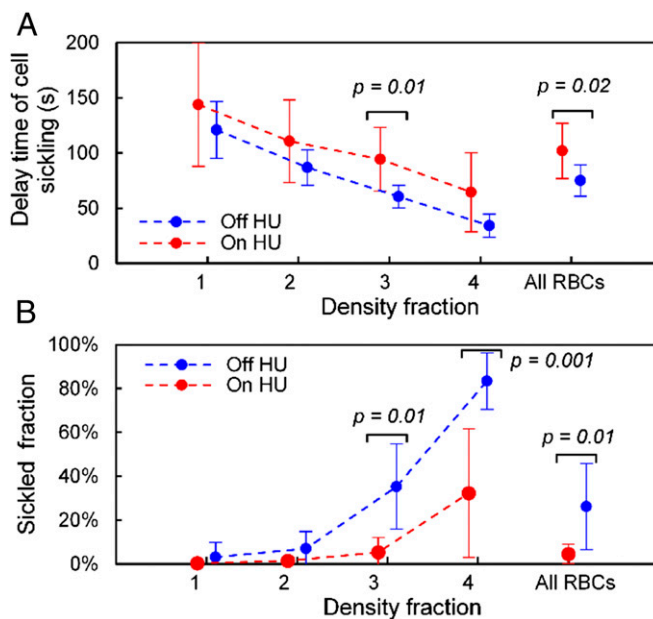 A
Delay time of cell
sickling (s)
200
150
100
50
0
p = 0.01
p = 0.02
Off HU
On HU
1 2 3 4 All RBCs
Density fraction
B
Sickled fraction
100%
80%
60%
40%
20%
0%
Off HU
On HU
p = 0.001
p = 0.01
p = 0.01
1 2 3 4 All RBCs
Density fraction